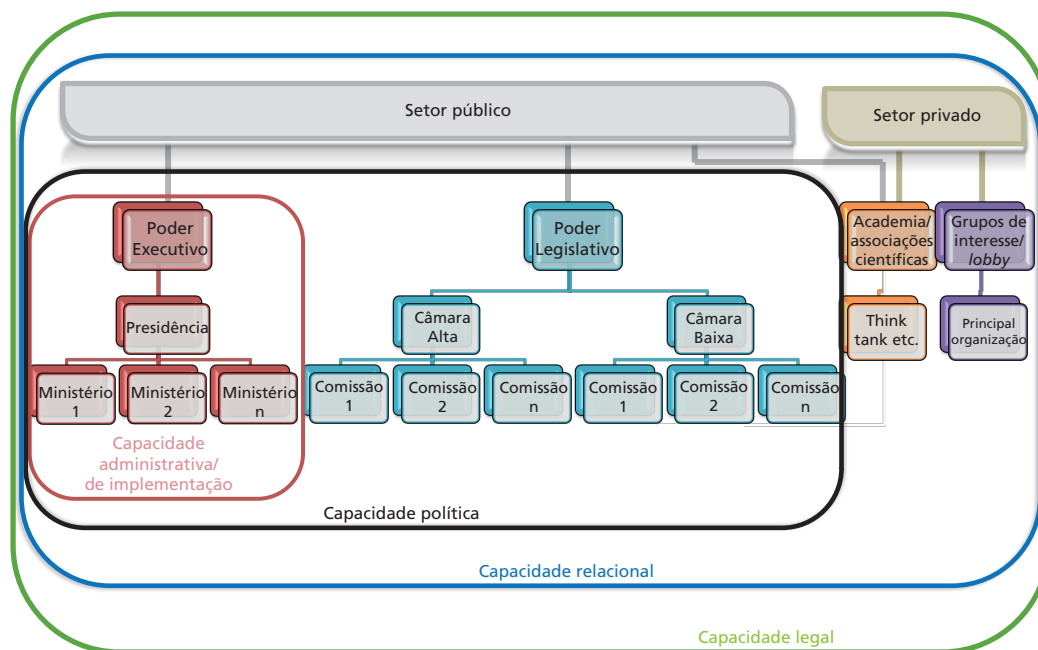 Setor público
Setor privado
Poder
Executivo
Poder
Legislativo
Academia/
associações
científicas
Grupos de
interesse/
lobby
Presidência
Câmara
Alta
Câmara
Baixa
Think
tank etc.
Principal
organização
Ministério
1
Ministério
2
Ministério
n
Comissão
1
Comissão
2
Comissão
n
Comissão
1
Comissão
2
Comissão
n
Capacidade
administrativa/
de implementação
Capacidade política
Capacidade relacional
Capacidade legal